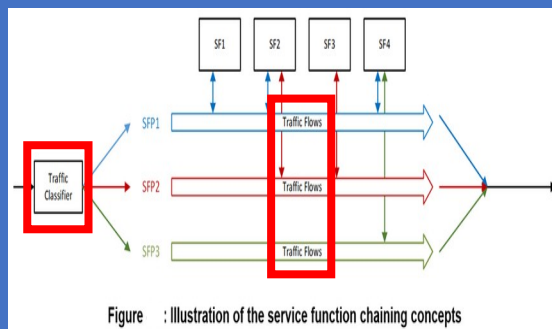 SF1 SF2 SF3 SF4
SFP1 Traffic Flows
Traffic
Classifier
SFP2 Traffic Flows
SFP3 Traffic Flows
Figure : Illustration of the service function chaining concepts